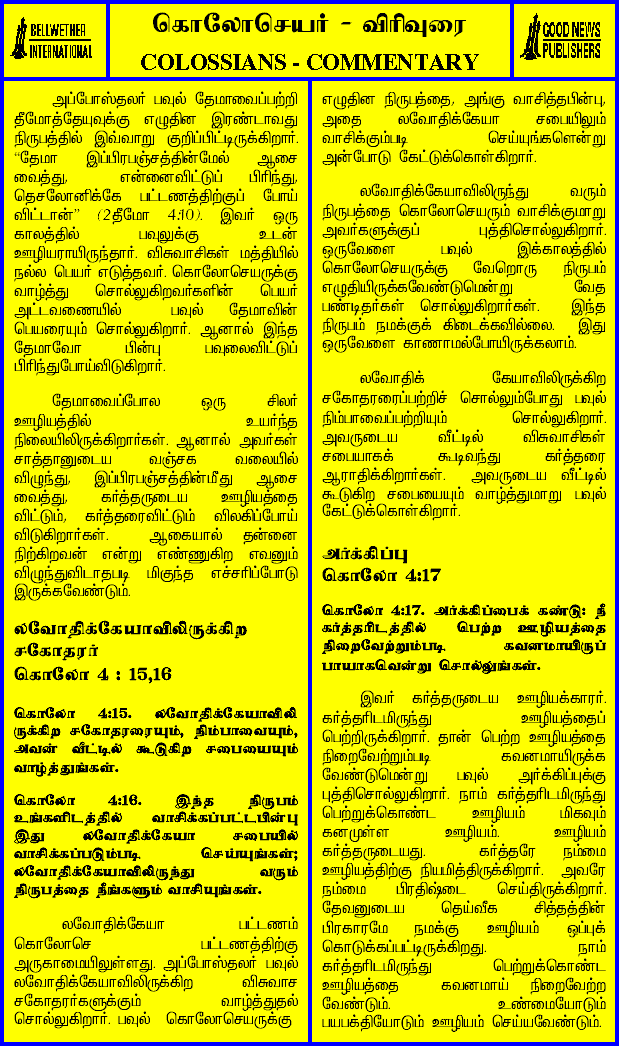 BELLWETHER
INTERNATIONAL
கொலோசெயர் - விரிவுரை
COLOSSIANS - COMMENTARY
GOOD NEWS
PUBLISHERS
அப்போஸ்தலர் பவுல் தேமாவைப்பற்றி
தீமோத்தேயுவுக்கு எழுதின இரண்டாவது
நிருபத்தில் இவ்வாறு குறிப்பிட்டிருக்கிறார்.
“தேமா இப்பிரபஞ்சத்தின்மேல் ஆசை
வைத்து, என்னைவிட்டுப் பிரிந்து,
தெசலோனிக்கே பட்டணத்திற்குப் போய்
விட்டான்” (2தீமோ 4:10). இவர் ஒரு
காலத்தில் பவுலுக்கு உடன்
ஊழியராயிருந்தார். விசுவாசிகள் மத்தியில்
நல்ல பெயர் எடுத்தவர். கொலோசெயருக்கு
வாழ்த்து சொல்லுகிறவர்களின் பெயர்
அட்டவணையில் பவுல் தேமாவின்
பெயரையும் சொல்லுகிறார். ஆனால் இந்த
தேமாவோ பின்பு பவுலைவிட்டுப்
பிரிந்துபோய்விடுகிறார்.
தேமாவைப்போல ஒரு சிலர்
ஊழியத்தில் உயர்ந்த
நிலையிலிருக்கிறார்கள். ஆனால் அவர்கள்
சாத்தானுடைய வஞ்சக வலையில்
விழுந்து, இப்பிரபஞ்சத்தின்மீது ஆசை
வைத்து, கர்த்தருடைய ஊழியத்தை
விட்டும், கர்த்தரைவிட்டும் விலகிப்போய்
விடுகிறார்கள். ஆகையால் தன்னை
நிற்கிறவன் என்று எண்ணுகிற எவனும்
விழுந்துவிடாதபடி மிகுந்த எச்சரிப்போடு
இருக்கவேண்டும்.
லவோதிக்கேயாவிலிருக்கிற
சகோதரர்
கொலோ 4 : 15,16
கொலோ 4:15. லவோதிக்கேயாவிலி
ருக்கிற சகோதரரையும், நிம்பாவையும்,
அவன் வீட்டில் கூடுகிற சபையையும்
வாழ்த்துங்கள்.
கொலோ 4:16. இந்த நிருபம்
உங்களிடத்தில் வாசிக்கப்பட்டபின்பு
இது லவோதிக்கேயா சபையில்
வாசிக்கப்படும்படி செய்யுங்கள்;
லவோதிக்கேயாவிலிருந்து வரும்
நிருபத்தை நீங்களும் வாசியுங்கள்.
லவோதிக்கேயா பட்டணம்
கொலோசெ பட்டணத்திற்கு
அருகாமையிலுள்ளது. அப்போஸ்தலர் பவுல்
லவோதிக்கேயாவிலிருக்கிற விசுவாச
சகோதரர்களுக்கும் வாழ்த்துதல்
சொல்லுகிறார். பவுல் கொலோசெயருக்கு
எழுதின நிருபத்தை, அங்கு வாசித்தபின்பு,
அதை லவோதிக்கேயா சபையிலும்
வாசிக்கும்படி செய்யுங்களென்று
அன்போடு கேட்டுக்கொள்கிறார்.
லவோதிக்கேயாவிலிருந்து வரும்
நிருபத்தை கொலோசெயரும் வாசிக்குமாறு
அவர்களுக்குப் புத்திசொல்லுகிறார்.
ஒருவேளை பவுல் இக்காலத்தில்
கொலோசெயருக்கு வேறொரு நிருபம்
எழுதியிருக்கவேண்டுமென்று வேத
பண்டிதர்கள் சொல்லுகிறார்கள். இந்த
நிருபம் நமக்குக் கிடைக்கவில்லை. இது
ஒருவேளை காணாமல்போயிருக்கலாம்.
லவோதிக் கேயாவிலிருக்கிற
சகோதரரைப்பற்றிச் சொல்லும்போது பவுல்
நிம்பாவைப்பற்றியும் சொல்லுகிறார்.
அவருடைய வீட்டில் விசுவாசிகள்
சபையாகக் கூடிவந்து கர்த்தரை
ஆராதிக்கிறார்கள். அவருடைய வீட்டில்
கூடுகிற சபையையும் வாழ்த்துமாறு பவுல்
கேட்டுக்கொள்கிறார்.
அர்க்கிப்பு
கொலோ 4:17
கொலோ 4:17. அர்க்கிப்பைக் கண்டு: நீ
கர்த்தரிடத்தில் பெற்ற ஊழியத்தை
நிறைவேற்றும்படி கவனமாயிருப்
பாயாகவென்று சொல்லுங்கள்.
இவர் கர்த்தருடைய ஊழியக்காரர்.
கர்த்தரிடமிருந்து ஊழியத்தைப்
பெற்றிருக்கிறார். தான் பெற்ற ஊழியத்தை
நிறைவேற்றும்படி கவனமாயிருக்க
வேண்டுமென்று பவுல் அர்க்கிப்புக்கு
புத்திசொல்லுகிறார். நாம் கர்த்தரிடமிருந்து
பெற்றுக்கொண்ட ஊழியம் மிகவும்
கனமுள்ள ஊழியம். ஊழியம்
கர்த்தருடையது. கர்த்தரே நம்மை
ஊழியத்திற்கு நியமித்திருக்கிறார். அவரே
நம்மை பிரதிஷ்டை செய்திருக்கிறார்.
தேவனுடைய தெய்வீக சித்தத்தின்
பிரகாரமே நமக்கு ஊழியம் ஒப்புக்
கொடுக்கப்பட்டிருக்கிறது. நாம்
கர்த்தரிடமிருந்து பெற்றுக்கொண்ட
ஊழியத்தை கவனமாய் நிறைவேற்ற
வேண்டும். உண்மையோடும்
பயபக்தியோடும் ஊழியம் செய்யவேண்டும்.